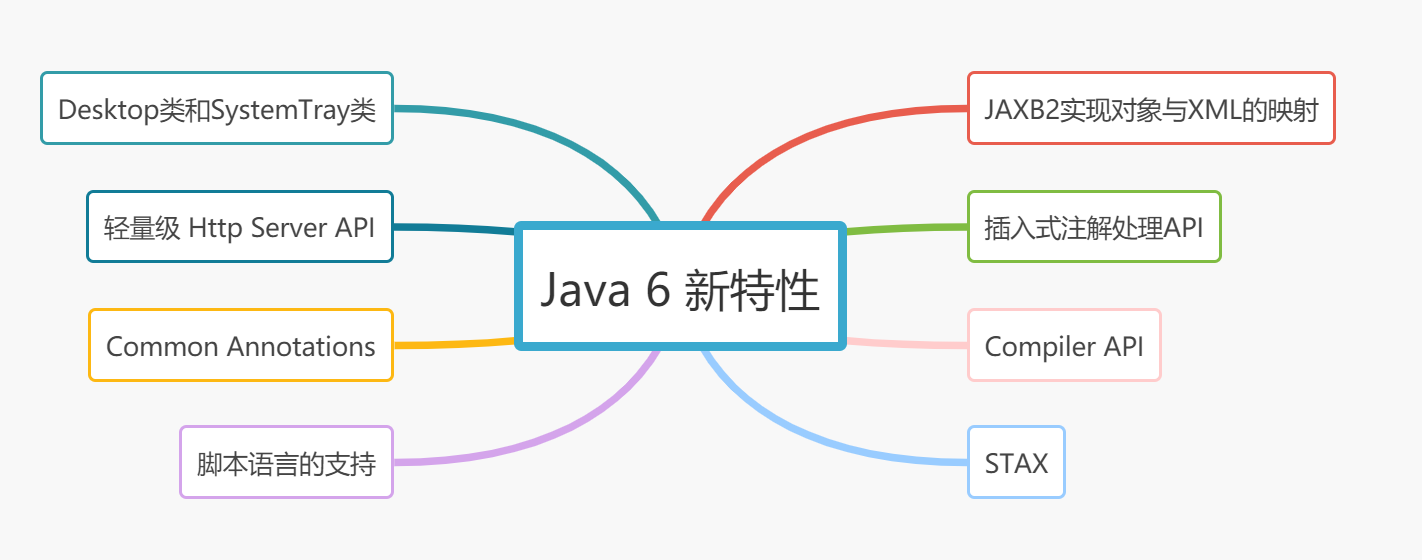 Java 6 新特性
Desktop类和SystemTray类
轻量级 Http Server API
Common Annotations
脚本语言的支持
JAXB2实现对象与XML的映射
插入式注解处理API
Compiler API
STAX